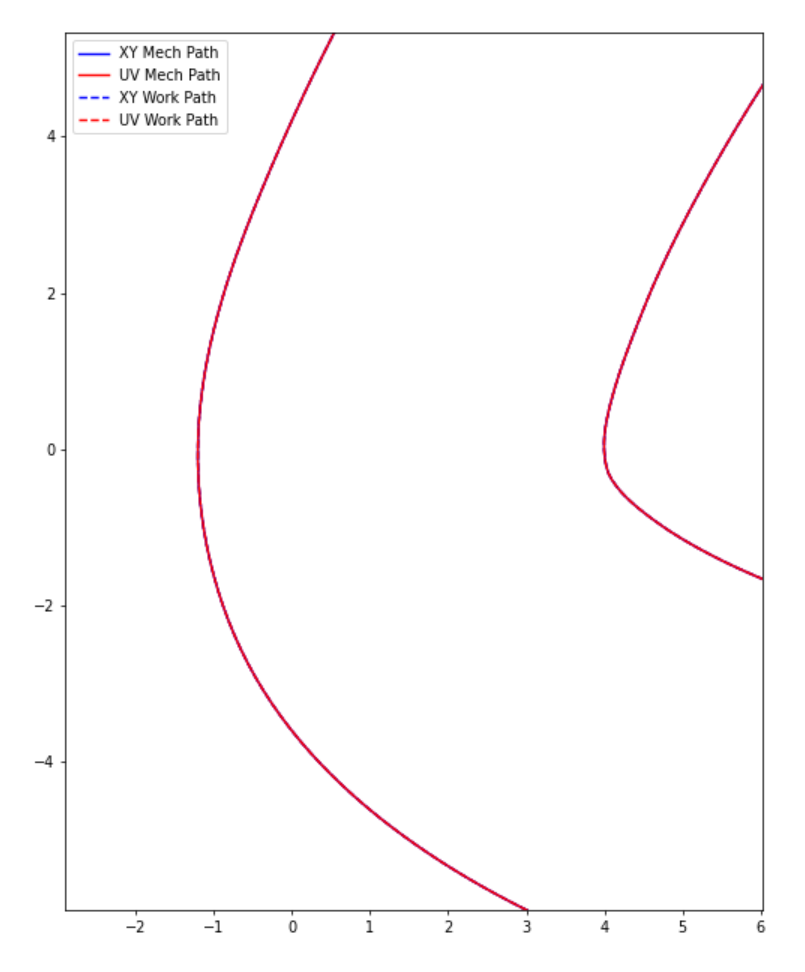 XY Mech Path
UV Mech Path
XY Work Path
UV Work Path
4
2
0
−2
−4
−2 −1 0 1 2 3 4 5 6